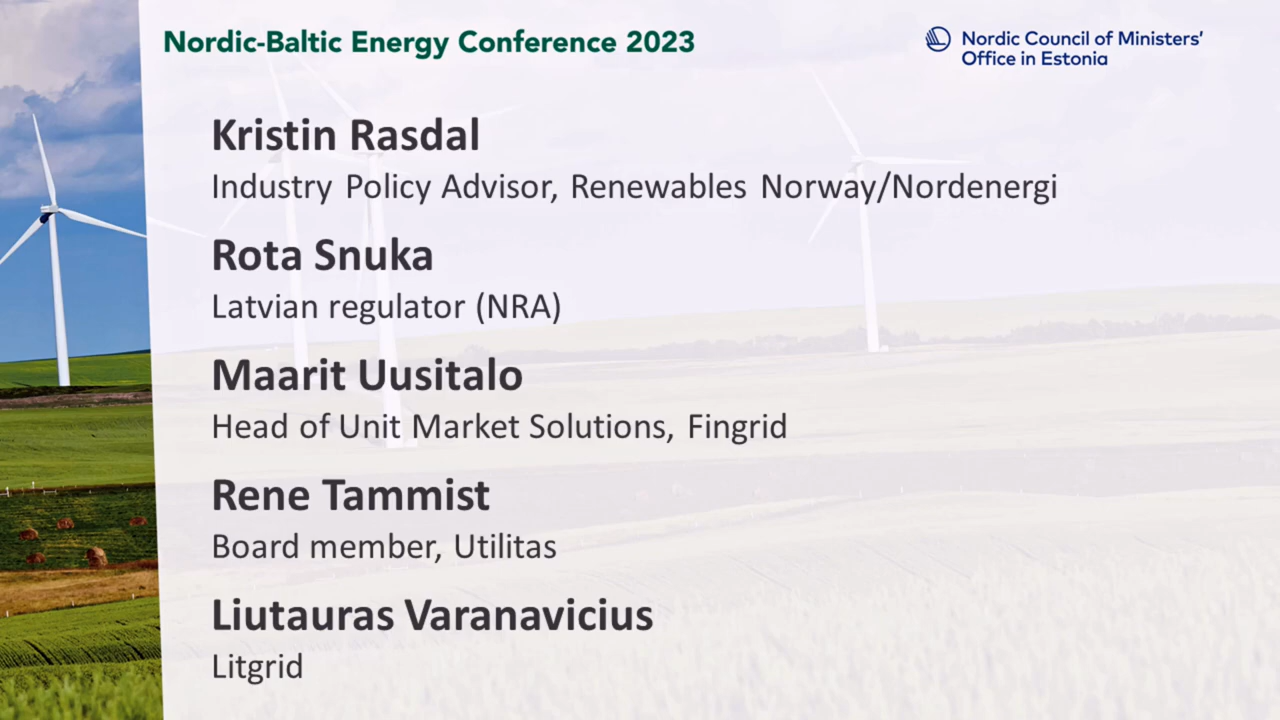 Nordic-Baltic Energy Conference 2023
Nordic Council of Ministers'
Office in Estonia
Kristin Rasdal
Industry Policy Advisor, Renewables Norway/Nordenergi
Rota Snuka
Latvian regulator (NRA)
Maarit Uusitalo
Head of Unit Market Solutions, Fingrid
Rene Tammist
Board member, Utilitas
Liutauras Varanavicius
Litgrid